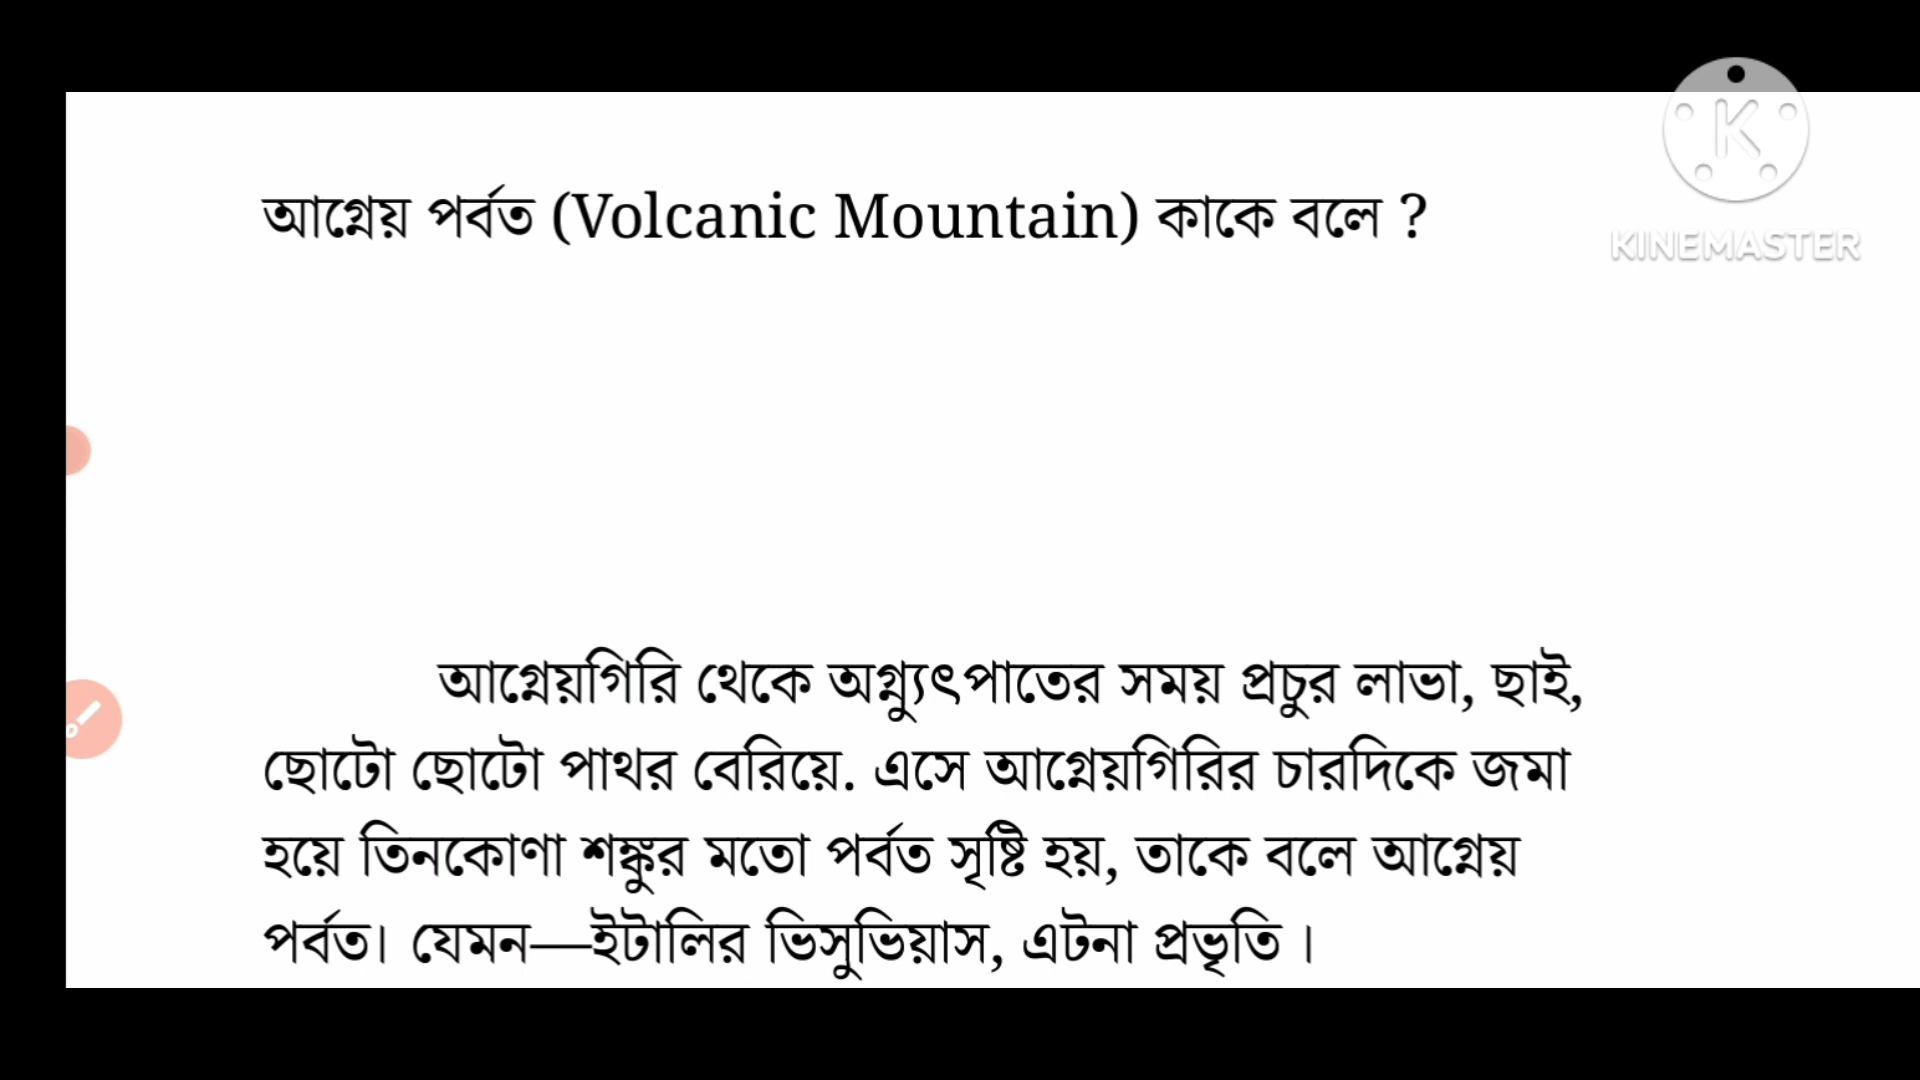 আগ্নেয় পর্বত (Volcanic Mountain) কাকে বলে ?
KINEMASTER
আগ্নেয়গিরি থেকে অগ্ন্যুৎপাতের সময় প্রচুর লাভা, ছাই,
ছোটো ছোটো পাথর বেরিয়ে. এসে আগ্নেয়গিরির চারদিকে জমা
হয়ে তিনকোণা শঙ্কুর মতো পর্বত সৃষ্টি হয়, তাকে বলে আগ্নেয়
পর্বত। যেমন—ইটালির ভিসুভিয়াস, এটনা প্রভৃতি ।